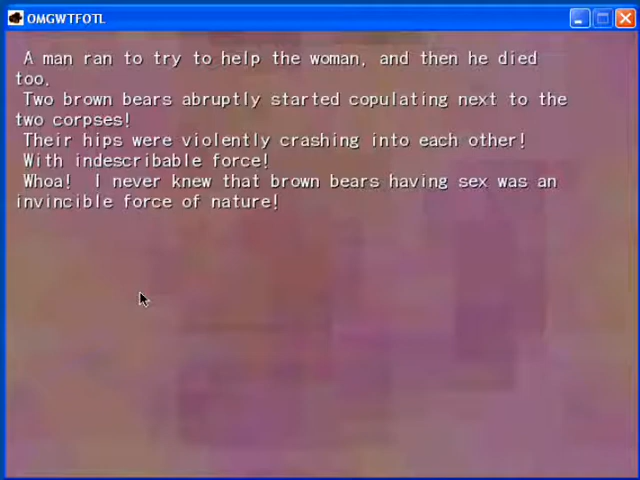 OMGWTFOTL
A man ran to try to help the woman, and then he died
too.
Two brown bears abruptly started copulating next to the
two corpses!
Their hips were violently crashing into each other!
With indescribable force!
Whoa!  I never knew that brown bears having sex was an
invincible force of nature!